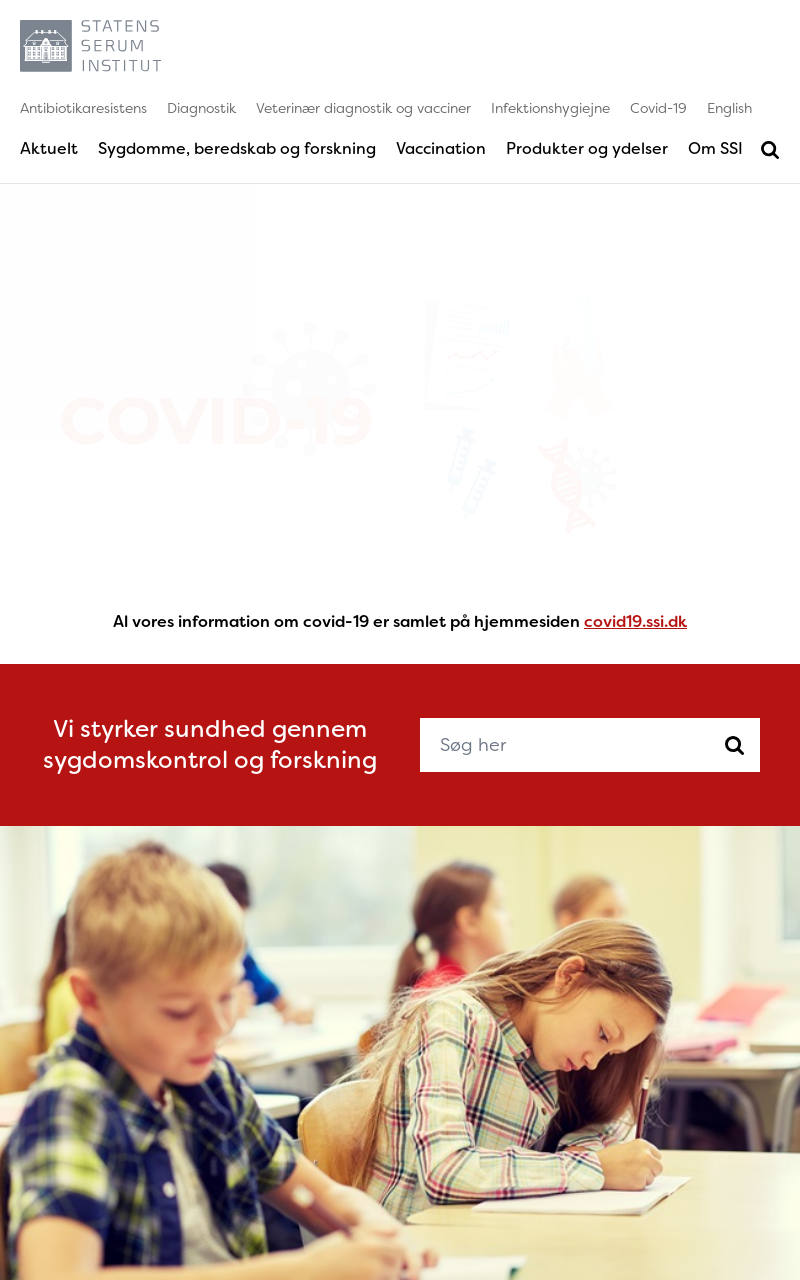 STATENS
SERUM
INSTITUT
Antibiotikaresistens Diagnostik Veterinær diagnostik og vacciner Infektionshygiejne Covid-19 English
Aktuelt Sygdomme, beredskab og forskning Vaccination Produkter og ydelser Om SSI
COVID-19
Al vores information om covid-19 er samlet på hjemmesiden covid19.ssi.dk
Vi styrker sundhed gennem
sygdomskontrol og forskning
Søg her